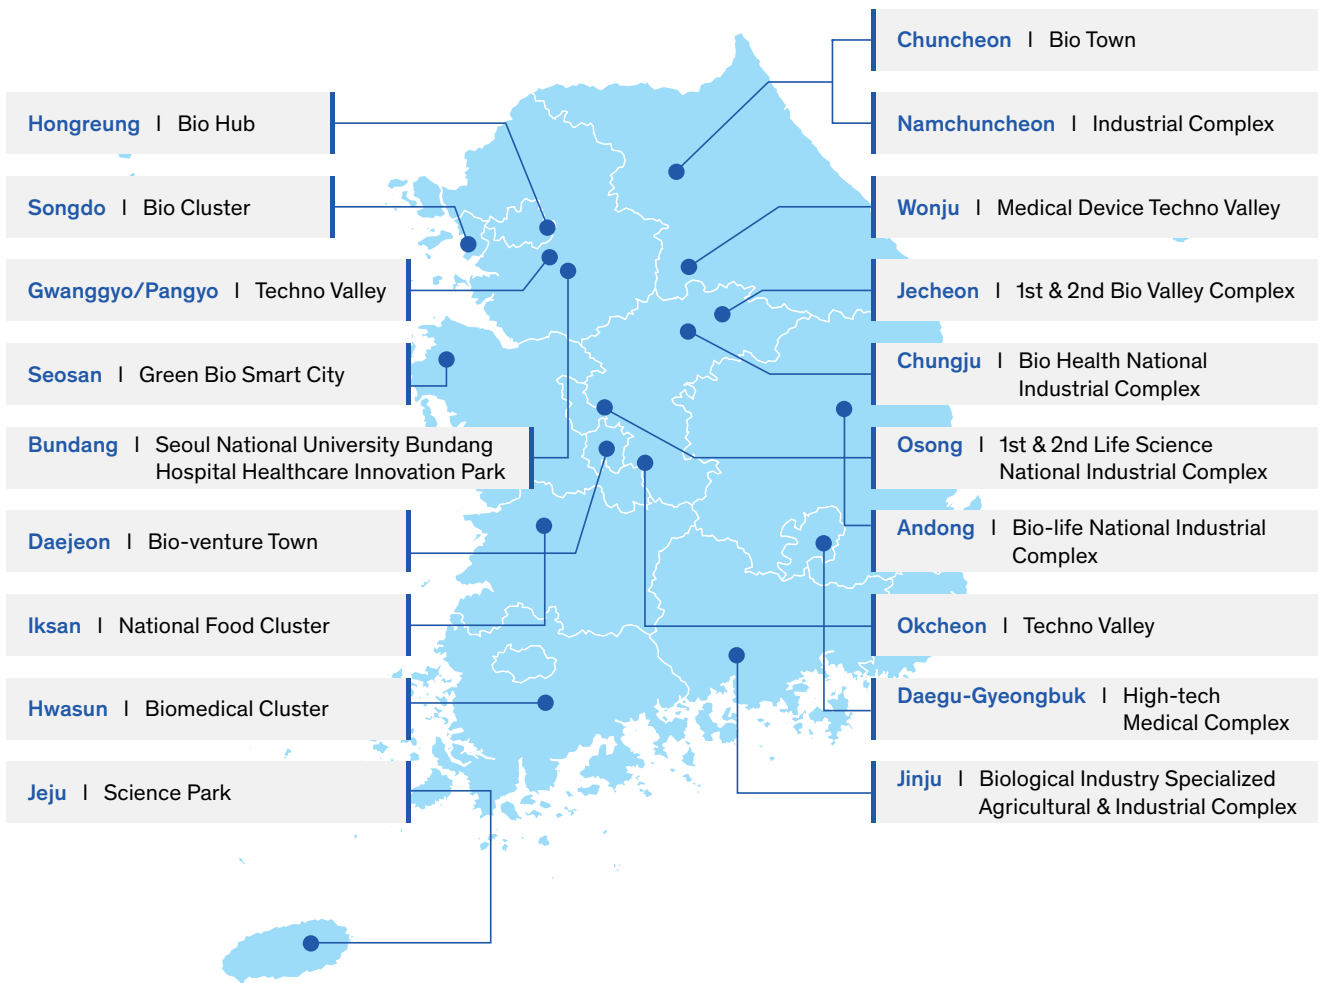 Hongreung | Bio Hub
Songdo | Bio Cluster
Gwanggyo/Pangyo | Techno Valley
Seosan | Green Bio Smart City
Bundang | Seoul National University Bundang
Hospital Healthcare Innovation Park
Daejeon | Bio-venture Town
Iksan | National Food Cluster
Hwasun | Biomedical Cluster
Jeju | Science Park
Chuncheon | Bio Town
Namchuncheon | Industrial Complex
Wonju | Medical Device Techno Valley
Jecheon | 1st & 2nd Bio Valley Complex
Chungju | Bio Health National
Industrial Complex
Osong | 1st & 2nd Life Science
National Industrial Complex
Andong | Bio-life National Industrial
Complex
Okcheon | Techno Valley
Daegu-Gyeongbuk | High-tech
Medical Complex
Jinju | Biological Industry Specialized
Agricultural & Industrial Complex